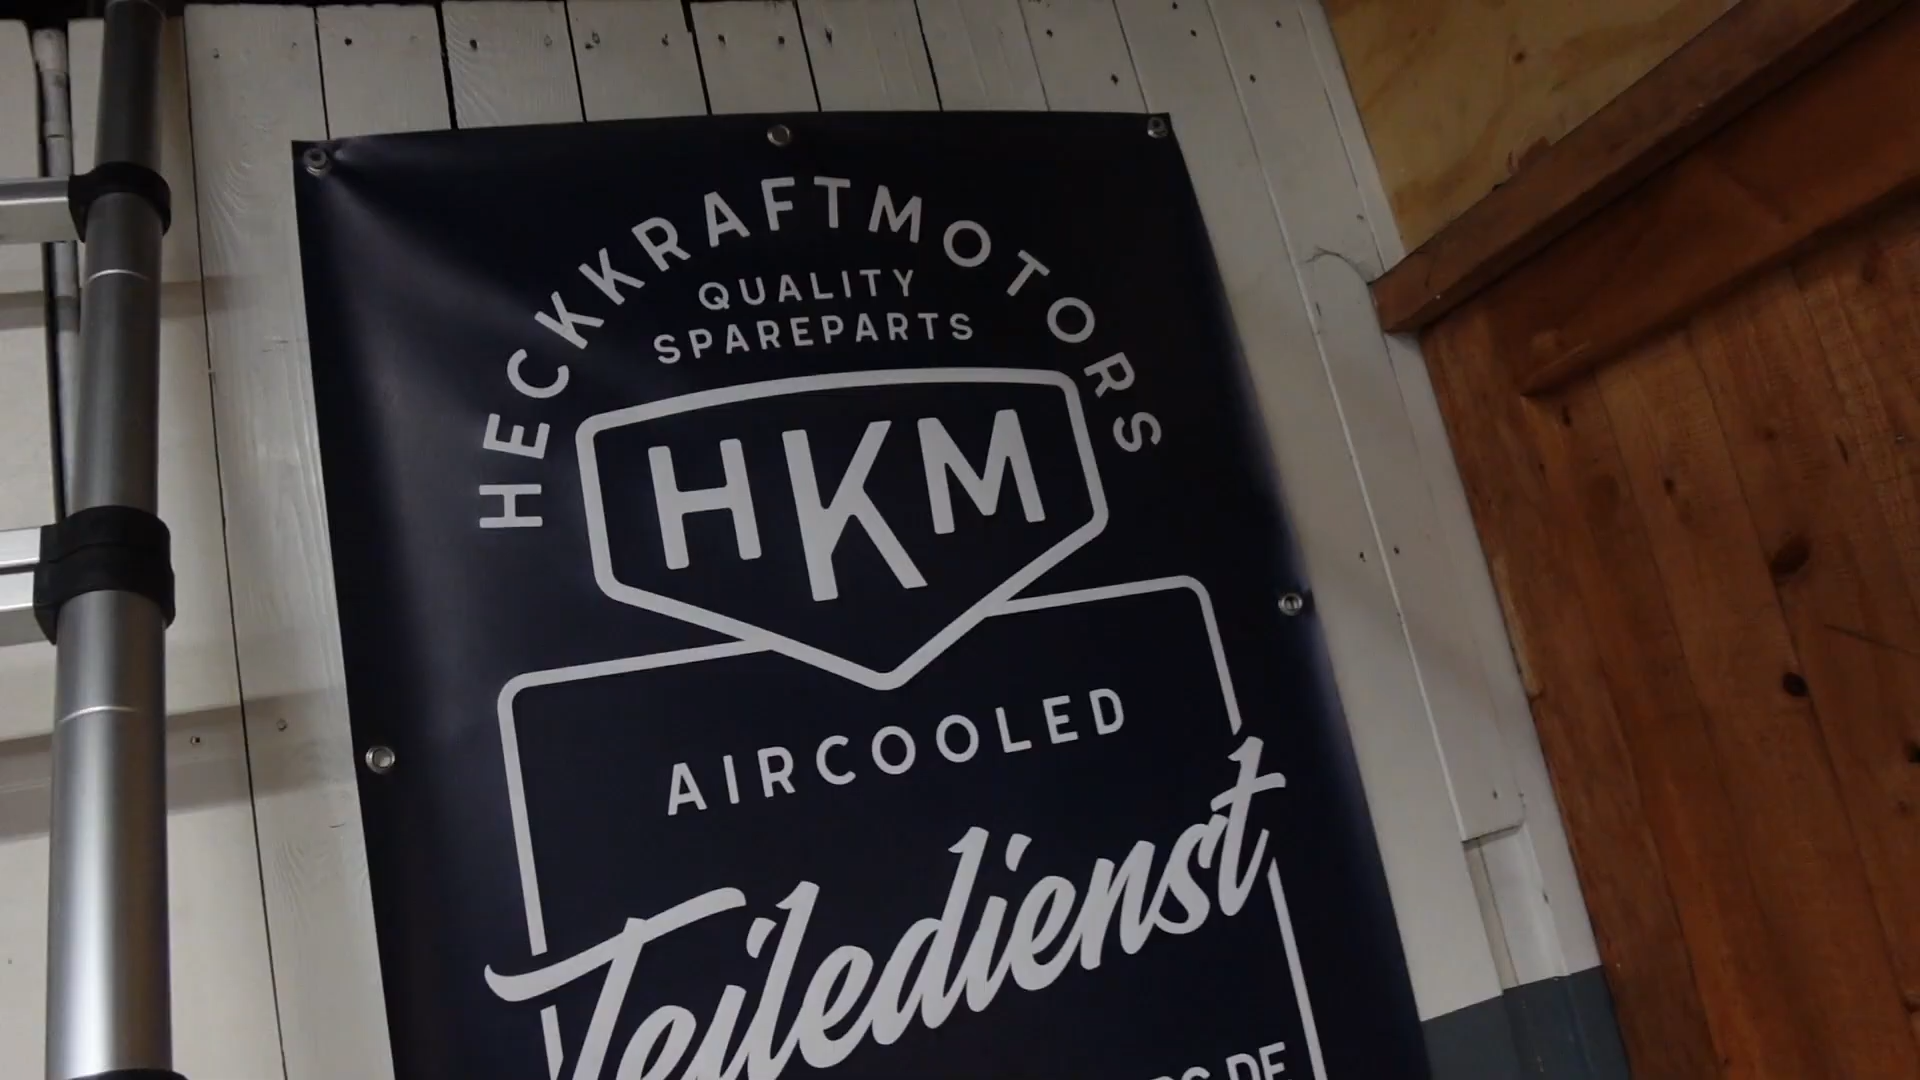 HECKKRAFTMOTORS
QUALITY
SPAREPARTS
HKM
AIRCOOLED
Teiledienst